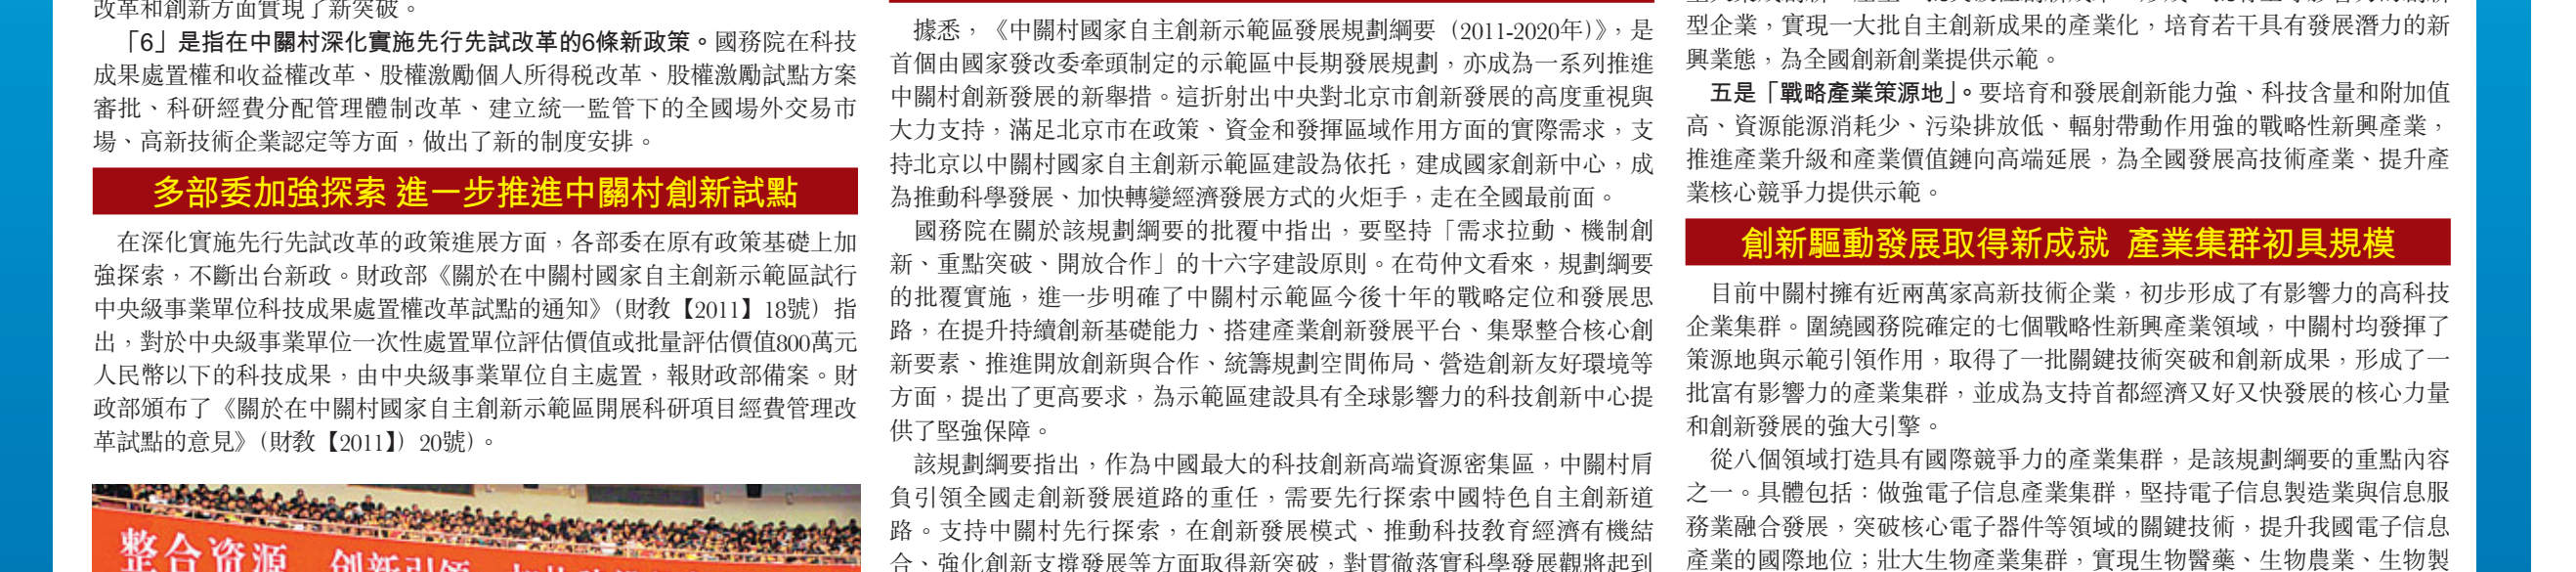 改革和創新方面實現了新突破。
「6」是指在中關村深化實施先行先試改革的6條新政策。國務院在科技
成果處置權和收益權改革、股權激勵個人所得稅改革、股權激勵試點方案
審批、科研經費分配管理體制改革、建立統一監管下的全國場外交易市
場、高新技術企業認定等方面，做出了新的制度安排。
多部委加強探索 進一步推進中關村創新試點
在深化實施先行先試改革的政策進展方面，各部委在原有政策基礎上加
強探索，不斷出台新政。財政部《關於在中關村國家自主創新示範區試行
中央級事業單位科技成果處置權改革試點的通知》（財教【2011】18號）指
出，對於中央級事業單位一次性處置單位評估價值或批量評估價值800萬元
人民幣以下的科技成果，由中央級事業單位自主處置，報財政部備案。財
政部頒布了《關於在中關村國家自主創新示範區開展科研項目經費管理改
革試點的意見》（財教【2011】）20號）。
整合资源
據悉，《中關村國家自主創新示範區發展規劃綱要（2011-2020年）》，是
首個由國家發改委牽頭制定的示範區中長期發展規劃，亦成為一系列推進
中關村創新發展的新舉措。這折射出中央對北京市創新發展的高度重視與
大力支持，滿足北京市在政策、資金和發揮區域作用方面的實際需求，支
持北京以中關村國家自主創新示範區建設為依托，建成國家創新中心，成
為推動科學發展、加快轉變經濟發展方式的火炬手，走在全國最前面。
國務院在關於該規劃綱要的批覆中指出，要堅持「需求拉動、機制創
新、重點突破、開放合作」的十六字建設原則。在苟仲文看來，規劃綱要
的批覆實施，進一步明確了中關村示範區今後十年的戰略定位和發展思
路，在提升持續創新基礎能力、搭建產業創新發展平台、集聚整合核心創
新要素、推進開放創新與合作、統籌規劃空間佈局、營造創新友好環境等
方面，提出了更高要求，為示範區建設具有全球影響力的科技創新中心提
供了堅強保障。
該規劃綱要指出，作為中國最大的科技創新高端資源密集區，中關村肩
負引領全國走創新發展道路的重任，需要先行探索中國特色自主創新道
路。支持中關村先行探索，在創新發展模式、推動科技教育經濟有機結
合、強化創新支撐發展等方面取得新突破，對貫徹落實科學發展觀將起到
型企業，實現一大批自主創新成果的產業化，培育若干具有發展潛力的新
興業態，為全國創新創業提供示範。
五是「戰略產業策源地」。要培育和發展創新能力強、科技含量和附加值
高、資源能源消耗少、污染排放低、輻射帶動作用強的戰略性新興產業，
推進產業升級和產業價值鏈向高端延展，為全國發展高技術產業、提升產
業核心競爭力提供示範。
創新驅動發展取得新成就 產業集群初具規模
目前中關村擁有近兩萬家高新技術企業，初步形成了有影響力的高科技
企業集群。圍繞國務院確定的七個戰略性新興產業領域，中關村均發揮了
策源地與示範引領作用，取得了一批關鍵技術突破和創新成果，形成了一
批富有影響力的產業集群，並成為支持首都經濟又好又快發展的核心力量
和創新發展的強大引擎。
從八個領域打造具有國際競爭力的產業集群，是該規劃綱要的重點內容
之一。具體包括：做強電子信息產業集群，堅持電子信息製造業與信息服
務業融合發展，突破核心電子器件等領域的關鍵技術，提升我國電子信息
產業的國際地位；壯大生物產業集群，實現生物醫藥、生物農業、生物製